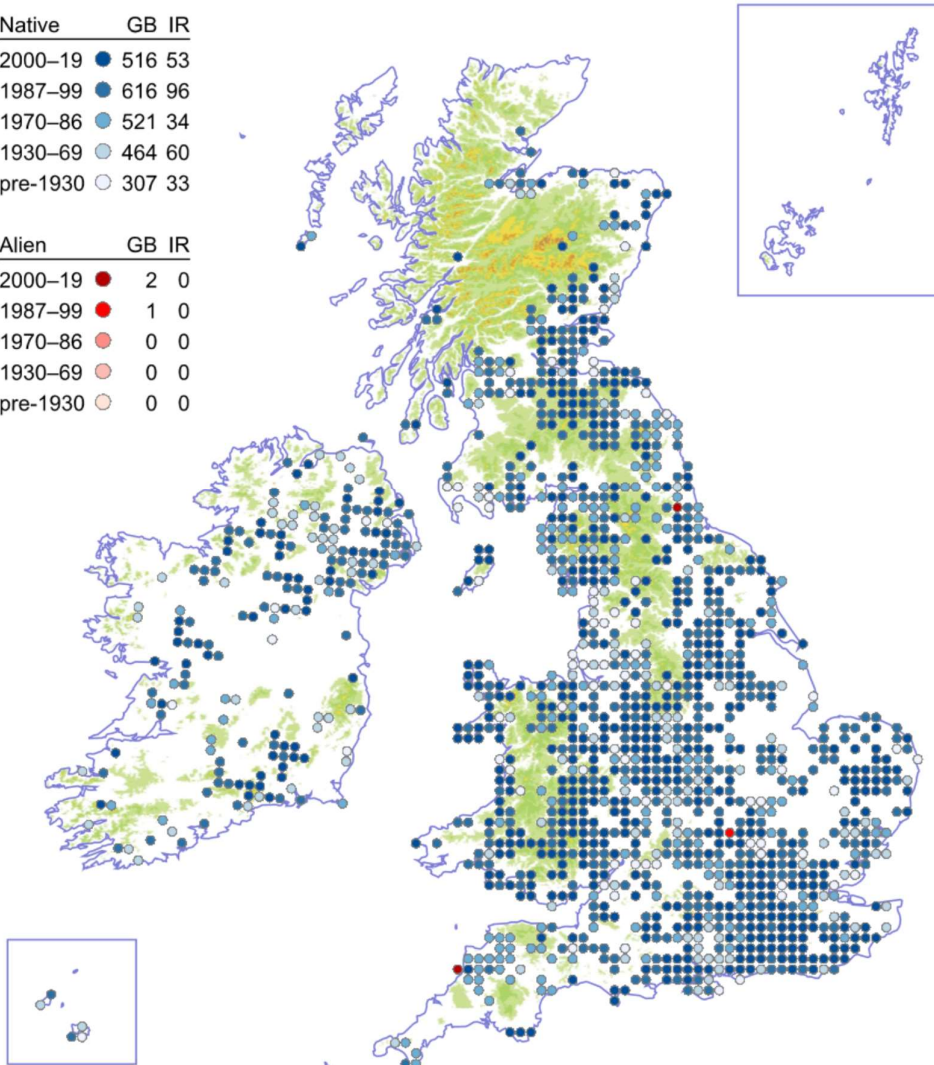 Native GB IR
2000–19 516 53
1987–99 616 96
1970–86 521 34
1930–69 464 60
pre-1930 307 33
Alien GB IR
2000–19 2 0
1987–99 1 0
1970–86 0 0
1930–69 0 0
pre-1930 0 0